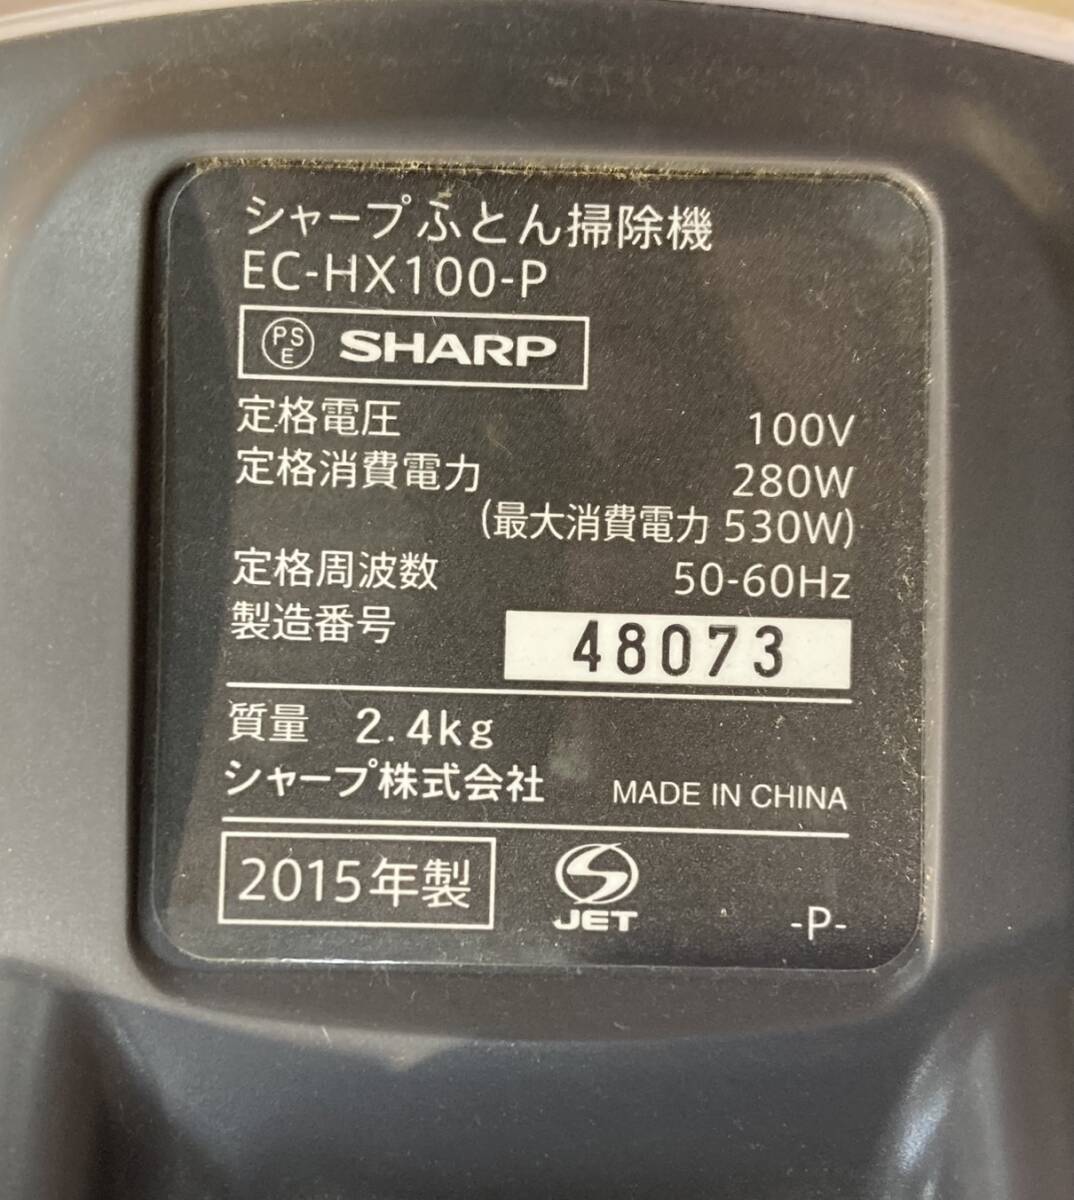 シャープふとん掃除機
EC-HX100-P
PSE SHARP
定格電圧 100V
定格消費電力 280W
(最大消費電力 530W)
定格周波数 50-60Hz
製造番号 48073
質量 2.4kg
シャープ株式会社 MADE IN CHINA
2015年製 JET -P-